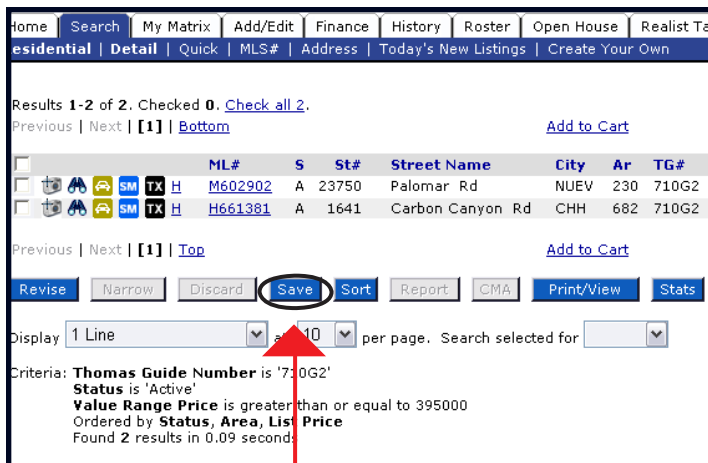 Home Search My Matrix Add/Edit Finance History Roster Open House Realist Ta
esidential | Detail | Quick | MLS# | Address | Today's New Listings | Create Your Own
Results 1-2 of 2. Checked 0. Check all 2.
Previous | Next | [1] | Bottom Add to Cart
ML# S St# Street Name City Ar TG#
SM TX H M602902 A 23750 Palomar Rd NUEV 230 710G2
SM TX H H661381 A 1641 Carbon Canyon Rd CHH 682 710G2
Previous | Next | [1] | Top Add to Cart
Revise Narrow Discard Save Sort Report CMA Print/View Stats
Display 1 Line at 10 per page. Search selected for
Criteria: Thomas Guide Number is '710G2'
Status is 'Active'
Value Range Price is greater than or equal to 395000
Ordered by Status, Area, List Price
Found 2 results in 0.09 seconds